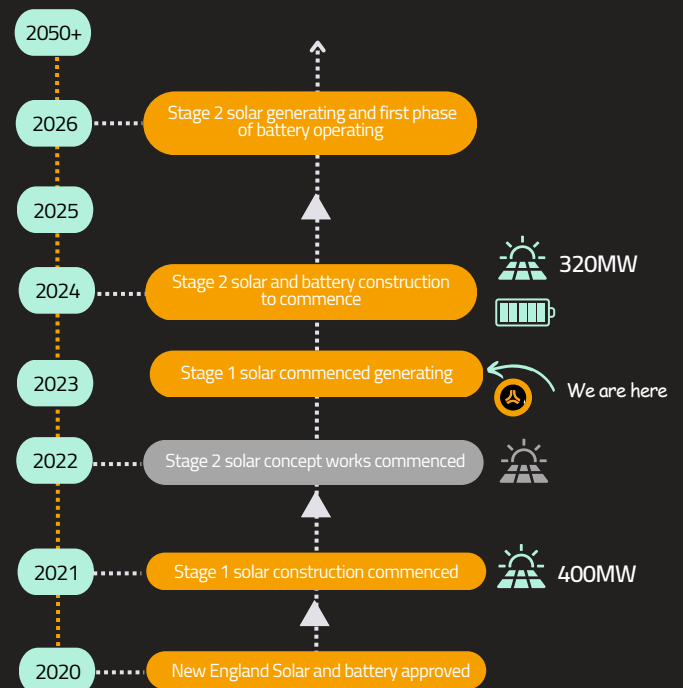 2050+
2026
Stage 2 solar generating and first phase
of battery operating
2025
2024
Stage 2 solar and battery construction
to commence
320MW
2023
Stage 1 solar commenced generating
We are here
2022
Stage 2 solar concept works commenced
2021
Stage 1 solar construction commenced
400MW
2020
New England Solar and battery approved